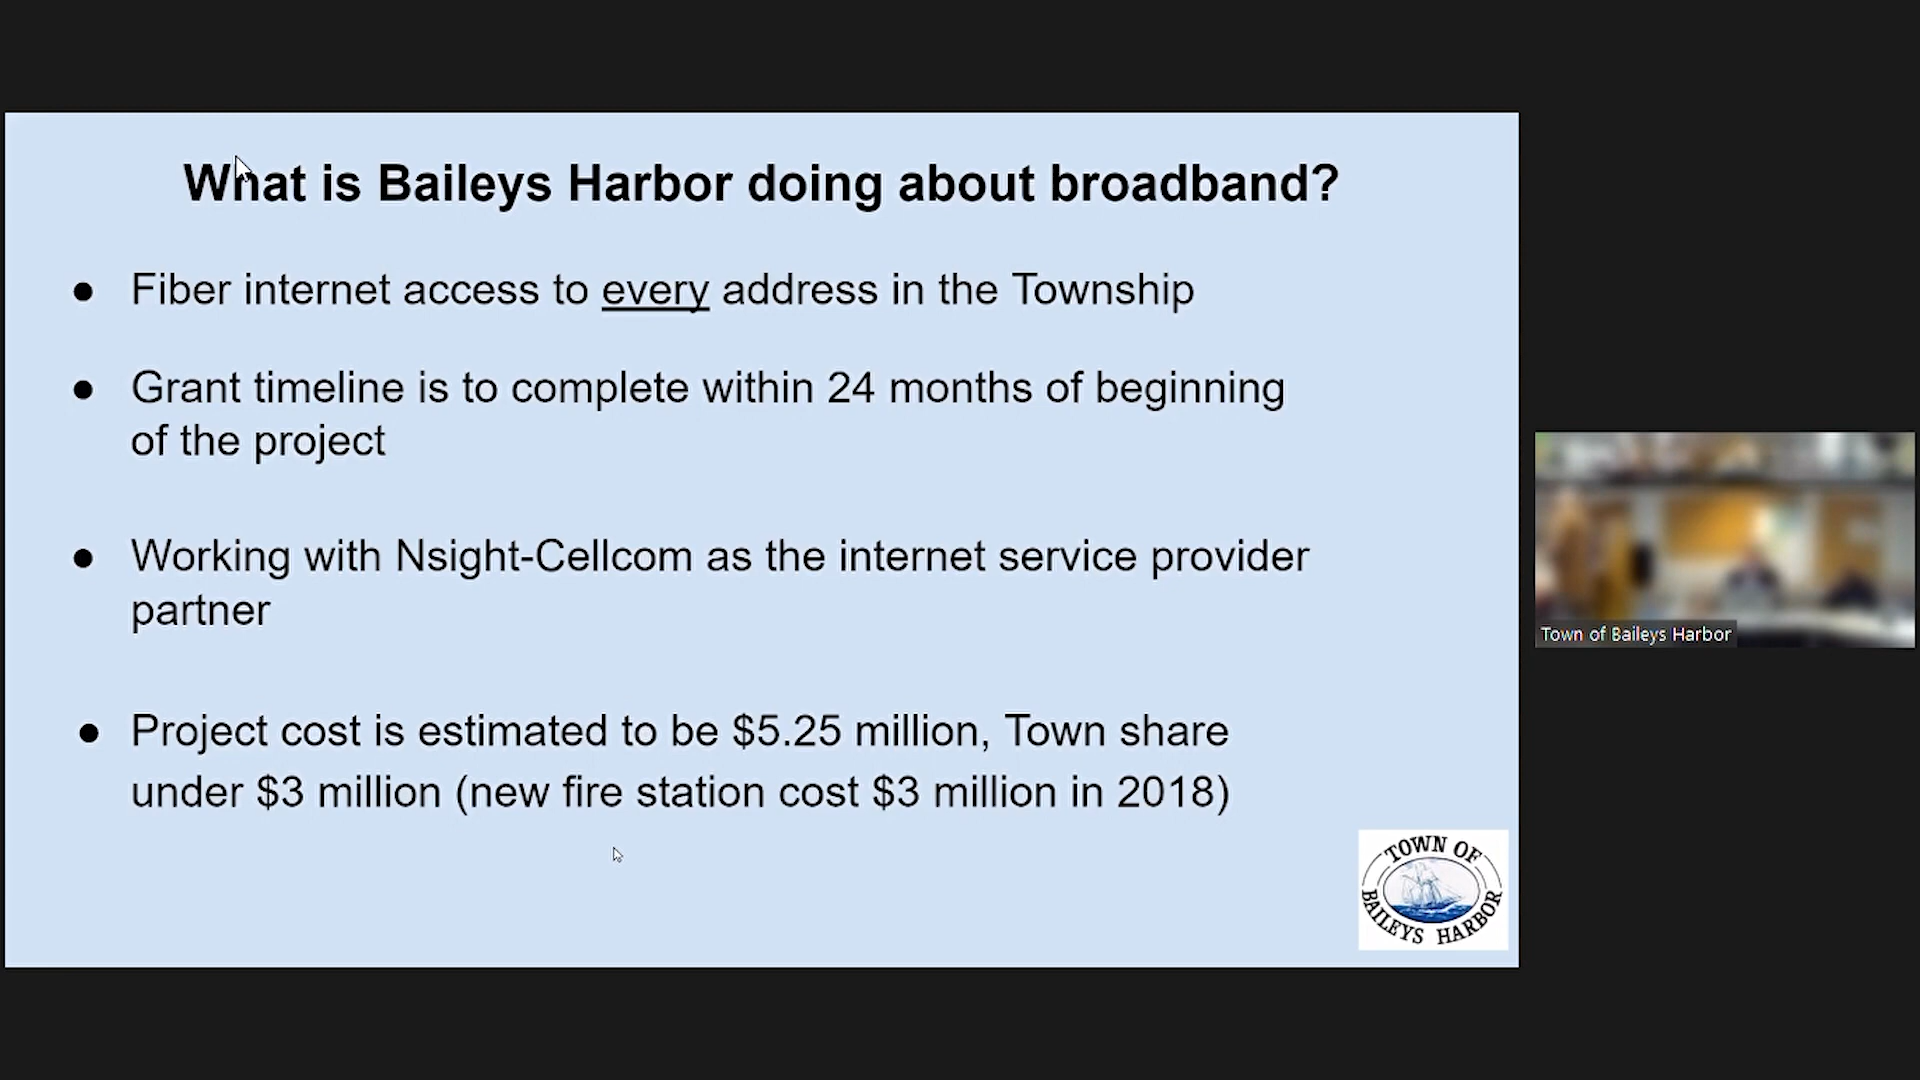 What is Baileys Harbor doing about broadband?
● Fiber internet access to every address in the Township
● Grant timeline is to complete within 24 months of beginning
of the project
● Working with Nsight-Cellcom as the internet service provider
partner
● Project cost is estimated to be $5.25 million, Town share
under $3 million (new fire station cost $3 million in 2018)
TOWN OF
BAILEYS HARBOR
Town of Baileys Harbor